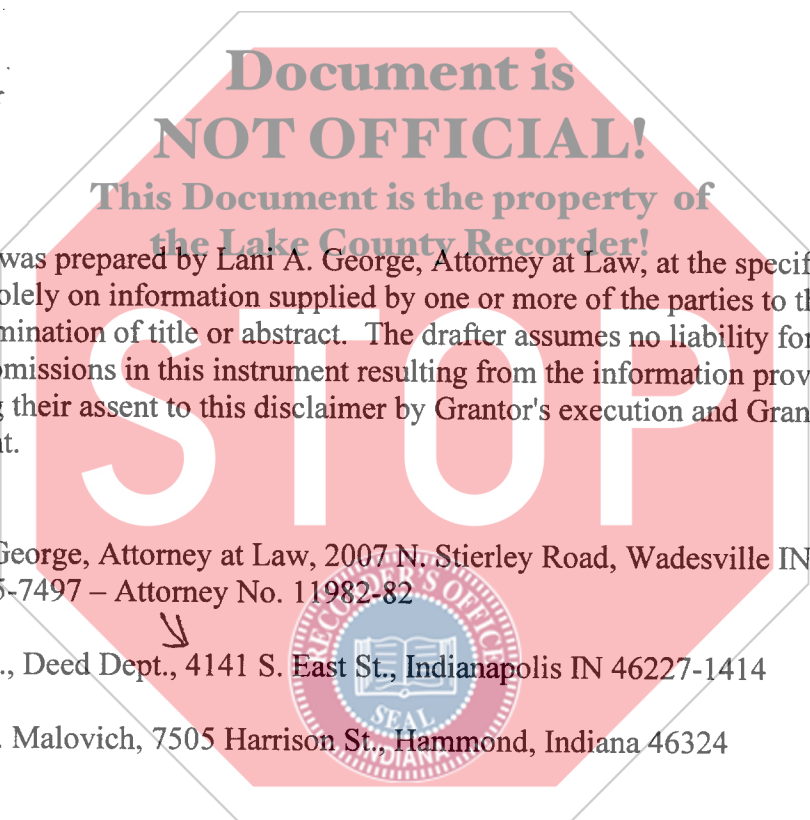 Document is
NOT OFFICIAL!
This Document is the property of
the Lake County Recorder!
was prepared by Lani A. George, Attorney at Law, at the specif
olely on information supplied by one or more of the parties to th
mination of title or abstract. The drafter assumes no liability for
missions in this instrument resulting from the information prov
their assent to this disclaimer by Grantor's execution and Gran
t.
STOP
George, Attorney at Law, 2007 N. Stierley Road, Wadesville IN
-7497 – Attorney No. 11982-82
., Deed Dept., 4141 S. East St., Indianapolis IN 46227-1414
. Malovich, 7505 Harrison St., Hammond, Indiana 46324
RECORDER'S OFFICE
SEAL
INDIANA